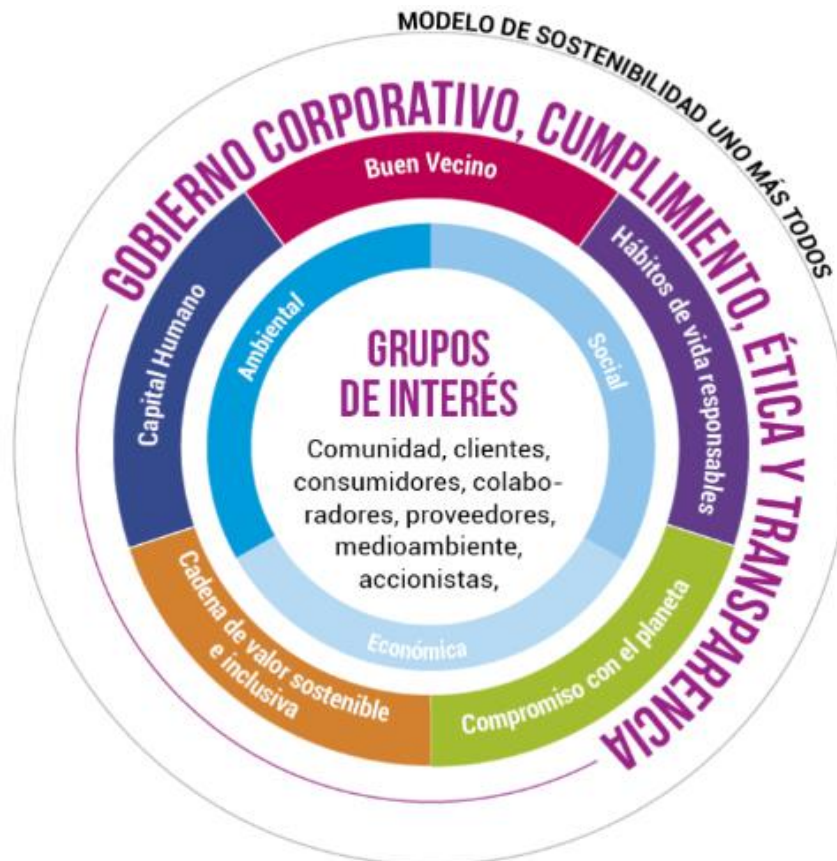 MODELO DE SOSTENIBILIDAD UNO MÁS TODOS
GOBIERNO CORPORATIVO, CUMPLIMIENTO, ÉTICA Y TRANSPARENCIA
Buen Vecino
Hábitos de vida responsables
Compromiso con el planeta
Cadena de valor sostenible
e inclusiva
Capital Humano
Ambiental
Social
Económica
GRUPOS
DE INTERÉS
Comunidad, clientes,
consumidores, colabo-
radores, proveedores,
medioambiente,
accionistas,